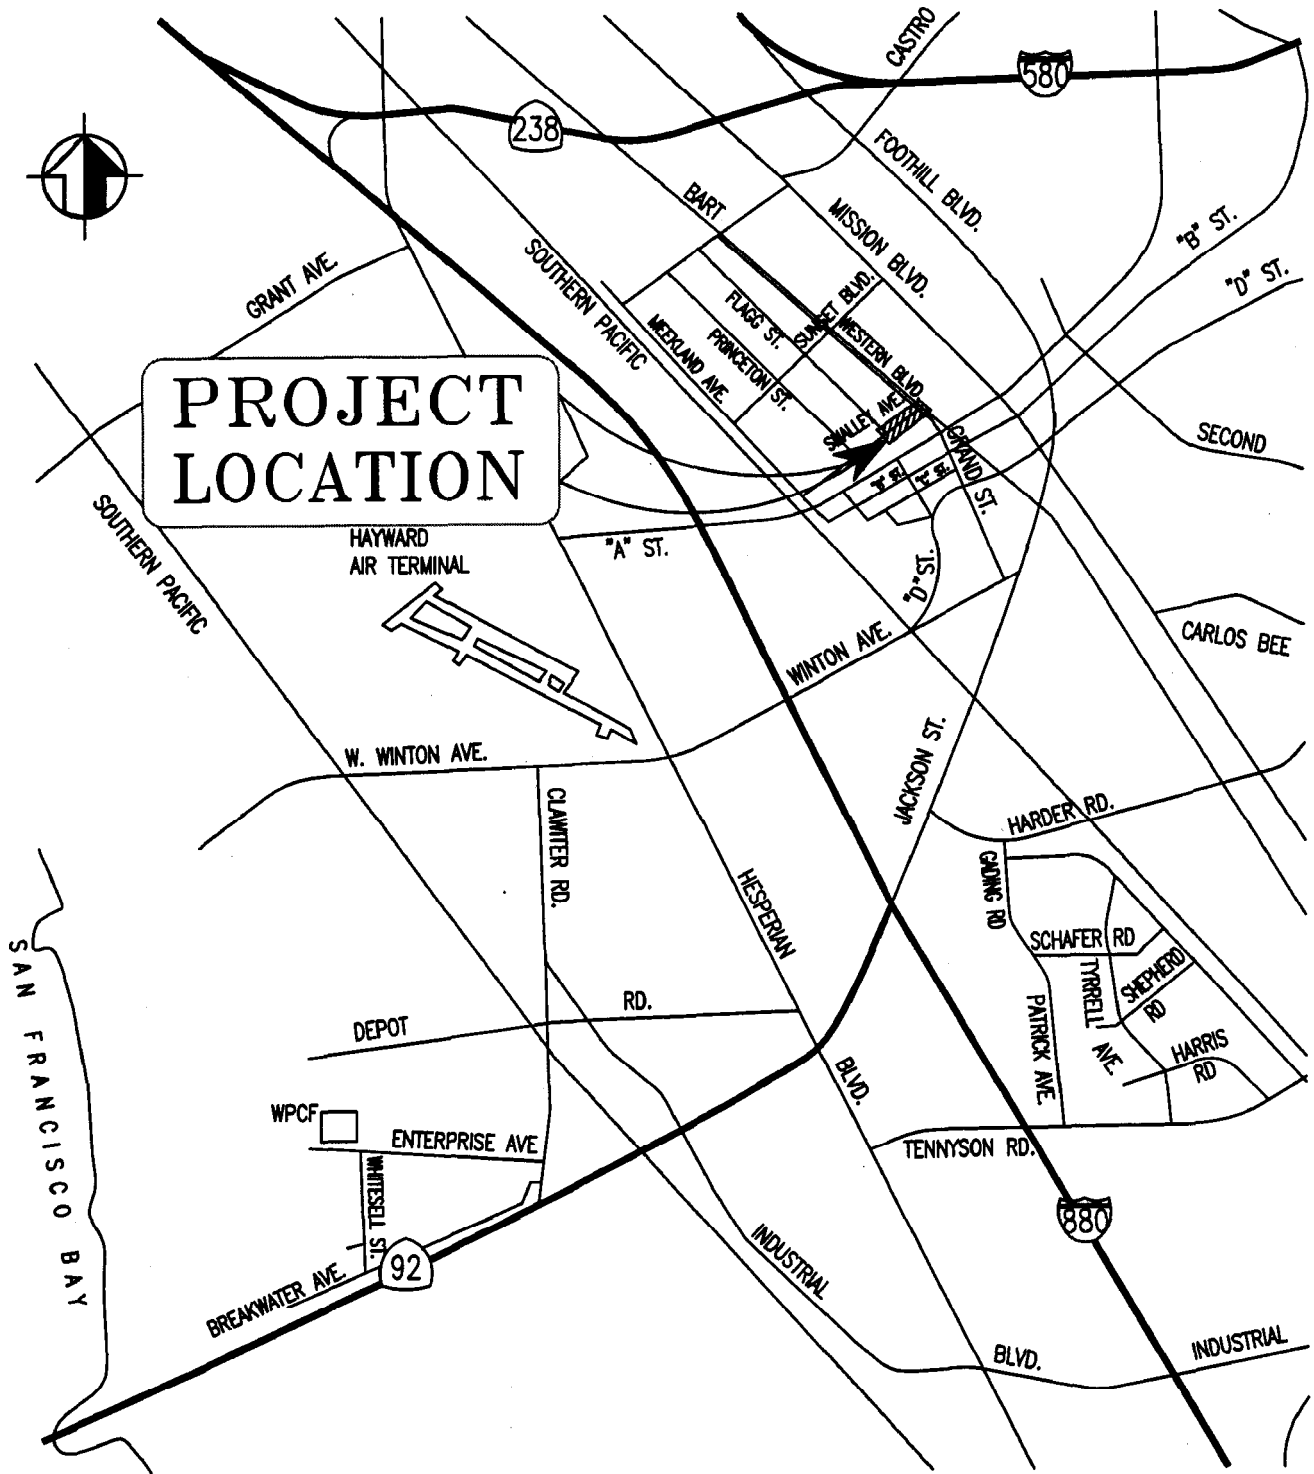 CASTRO
580
238
FOOTHILL BLVD.
BART
MISSION BLVD.
"B" ST.
"D" ST.
SOUTHERN PACIFIC
GRANT AVE.
FLAGG ST.
SUNSET BLVD.
WESTERN BLVD.
MEEKLAND AVE.
PRINCETON ST.
PROJECT
LOCATION
SMALLEY AVE.
GRAND ST.
SECOND
"B" ST.
"C" ST.
SOUTHERN PACIFIC
HAYWARD
AIR TERMINAL
"A" ST.
"D" ST.
CARLOS BEE
WINTON AVE.
W. WINTON AVE.
JACKSON ST.
CLAWITER RD.
HARDER RD.
HESPERIAN
GADING RD
SCHAFER RD
SHEPHERD
RD
TYRRELL
AVE.
PATRICK AVE.
HARRIS
RD
SAN FRANCISCO BAY
DEPOT
RD.
BLVD.
WPCF
ENTERPRISE AVE
TENNYSON RD.
WHITESELL ST.
880
92
BREAKWATER AVE.
INDUSTRIAL
BLVD.
INDUSTRIAL